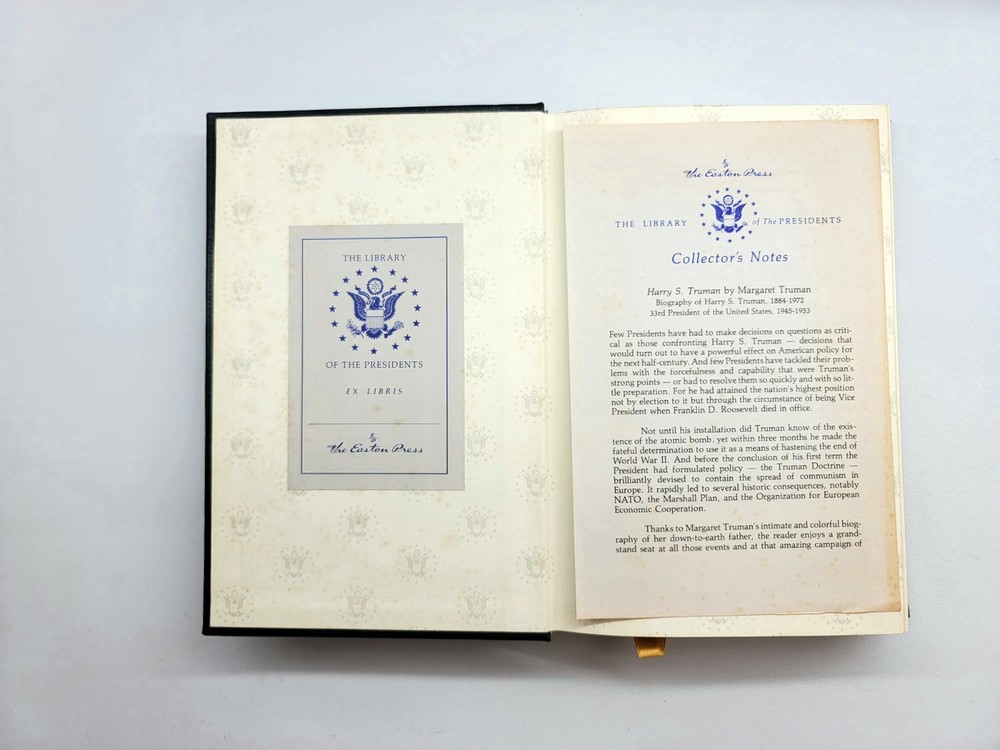 THE LIBRARY
OF THE PRESIDENTS
EX LIBRIS
The Easton Press
The Easton Press
THE LIBRARY of The PRESIDENTS
Collector's Notes
Harry S. Truman by Margaret Truman
Biography of Harry S. Truman, 1884-1972
33rd President of the United States, 1945-1953
Few Presidents have had to make decisions on questions as criti-
cal as those confronting Harry S. Truman — decisions that
would turn out to have a powerful effect on American policy for
the next half-century. And few Presidents have tackled their prob-
lems with the forcefulness and capability that were Truman's
strong points — or had to resolve them so quickly and with so lit-
tle preparation. For he had attained the nation's highest position
not by election to it but through the circumstance of being Vice
President when Franklin D. Roosevelt died in office.
Not until his installation did Truman know of the exis-
tence of the atomic bomb, yet within three months he made the
fateful determination to use it as a means of hastening the end of
World War II. And before the conclusion of his first term the
President had formulated policy — the Truman Doctrine —
brilliantly devised to contain the spread of communism in
Europe. It rapidly led to several historic consequences, notably
NATO, the Marshall Plan, and the Organization for European
Economic Cooperation.
Thanks to Margaret Truman's intimate and colorful biog-
raphy of her down-to-earth father, the reader enjoys a grand-
stand seat at all those events and at that amazing campaign of